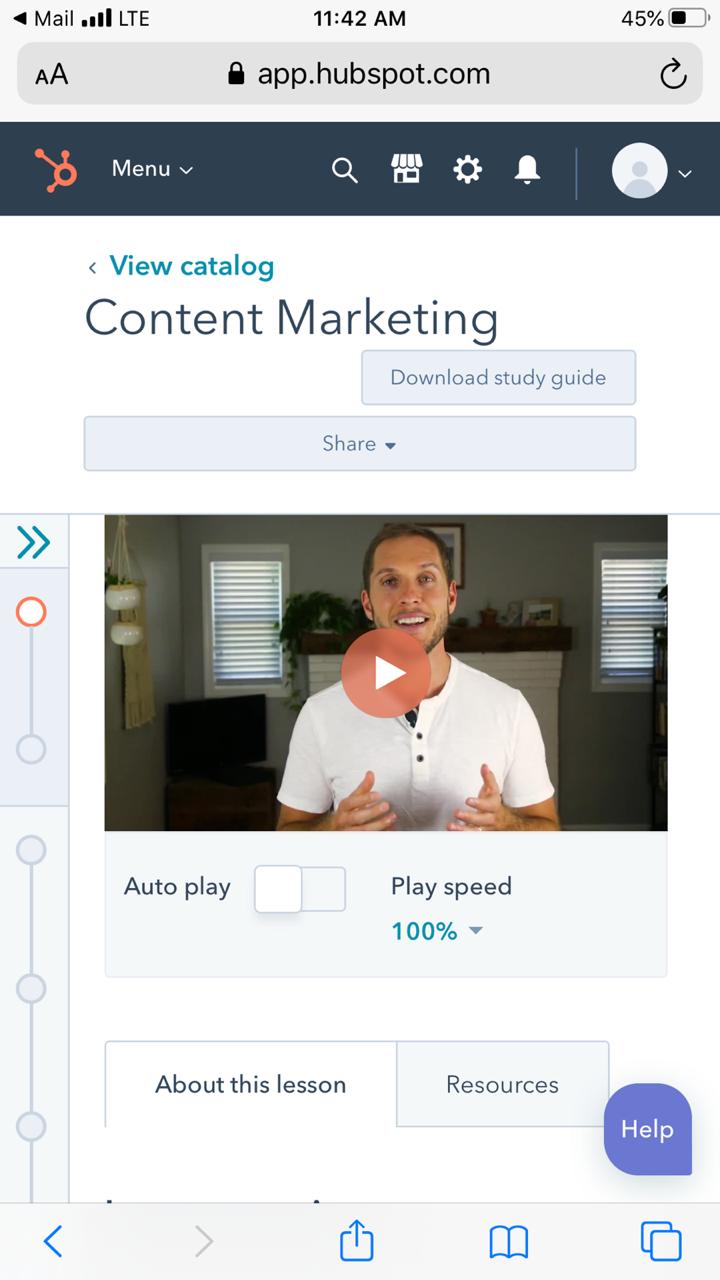 Mail LTE 11:42 AM 45%
AA app.hubspot.com
Menu
View catalog
Content Marketing
Download study guide
Share
Auto play
Play speed
100%
About this lesson
Resources
Help